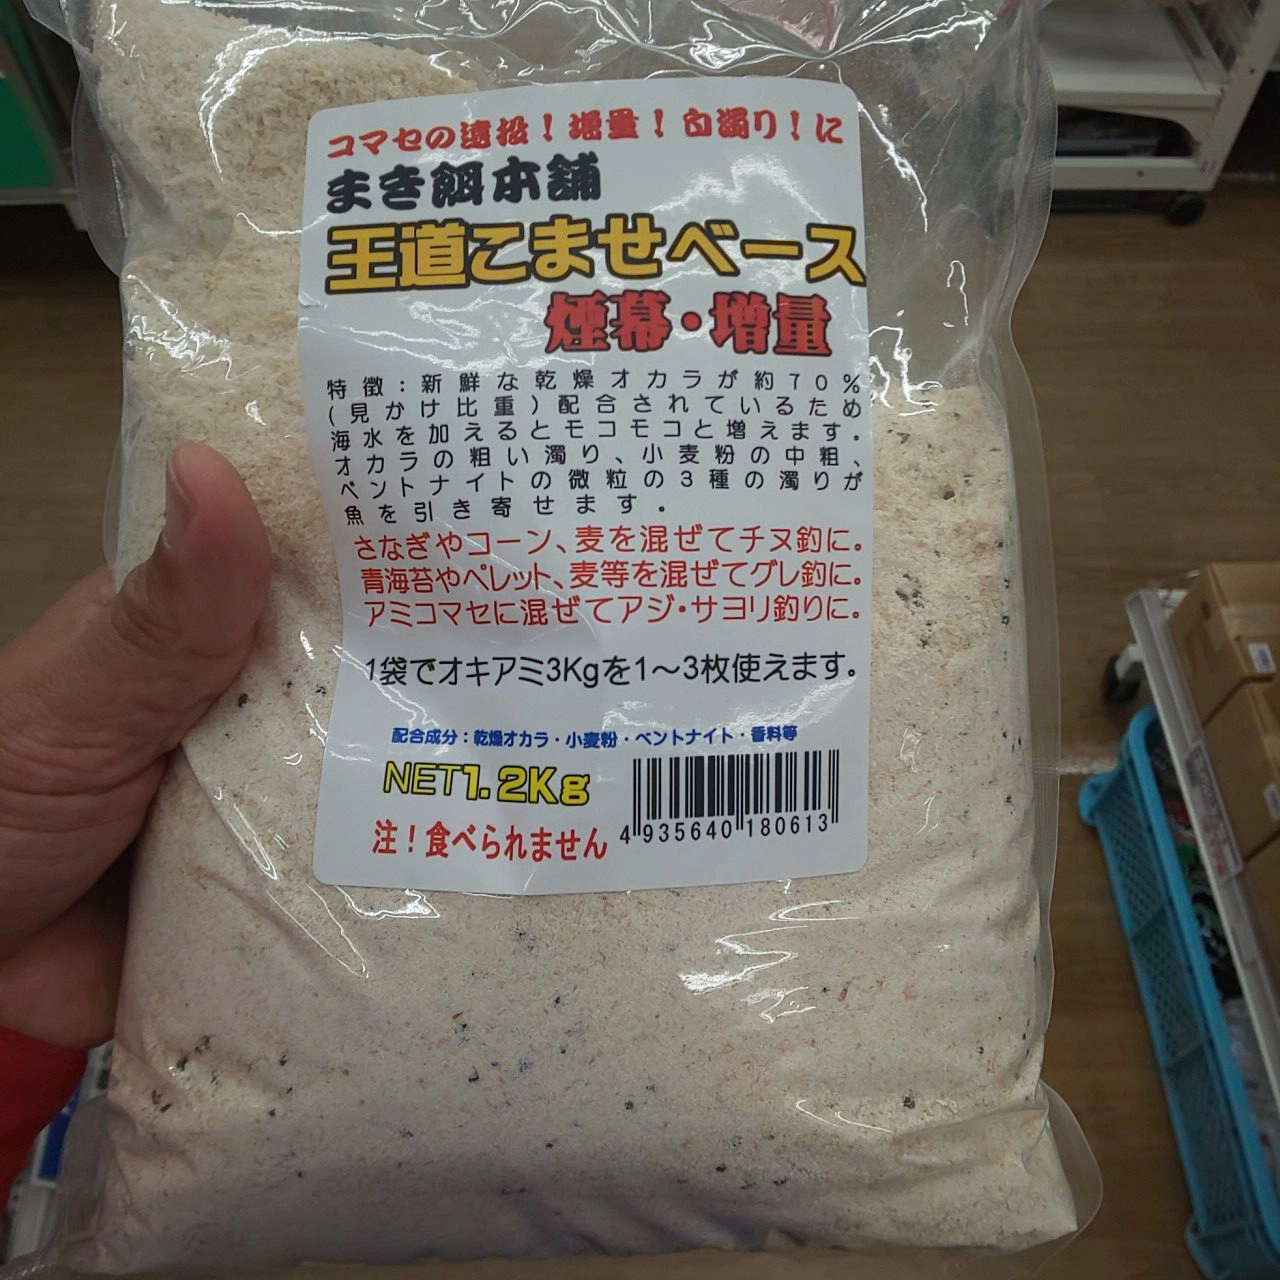 コマセの遠投！増量！白濁り！に
まき餌本舗
王道こませベース
煙幕・増量
特徴：新鮮な乾燥オカラが約70％
(見かけ比重)配合されているため
海水を加えるとモコモコと増えます。
オカラの粗い濁り、小麦粉の中粗、
ベントナイトの微粒の3種の濁りが
魚を引き寄せます。
さなぎやコーン、麦を混ぜてチヌ釣に。
青海苔やペレット、麦等を混ぜてグレ釣に。
アミコマセに混ぜてアジ・サヨリ釣りに。
1袋でオキアミ3Kgを1～3枚使えます。
配合成分：乾燥オカラ・小麦粉・ベントナイト・香料等
NET1.2Kg
注！食べられません
4 935640 180613